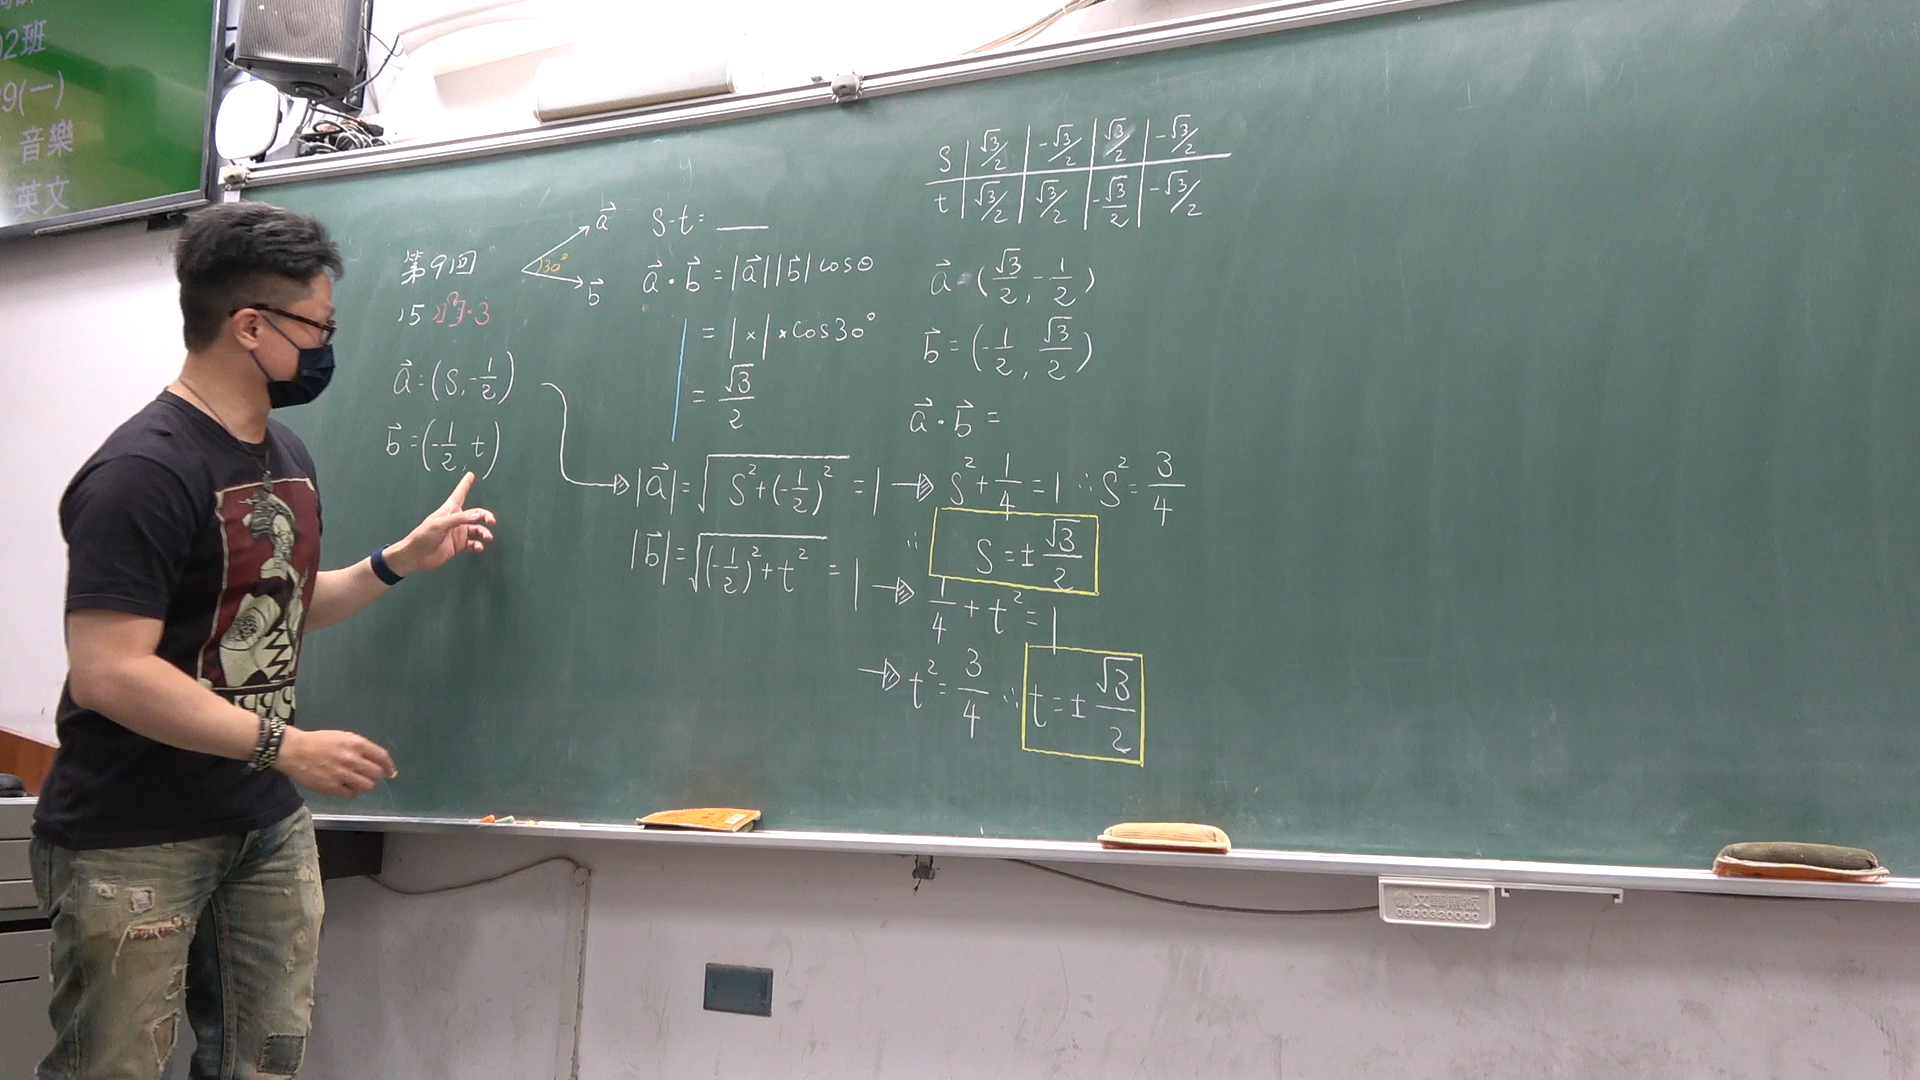 02班
9(一)
音樂
英文
第9回
15
a⃗=(S,-1/2)
b⃗=(-1/2,t)
30°
a⃗
b⃗
S-t=___
a⃗·b⃗=|a⃗||b⃗|cosθ
=1×1×cos30°
=√3/2
|a⃗|=√(S²+(-1/2)²)=1→S²+1/4=1∴S²=3/4
∴S=±√3/2
|b⃗|=√((-1/2)²+t²)=1→1/4+t²=1
→t²=3/4∴t=±√3/2
S|√3/2|-√3/2|√3/2|-√3/2
t|√3/2|√3/2|-√3/2|-√3/2
a⃗=(√3/2,-1/2)
b⃗=(-1/2,√3/2)
a⃗·b⃗=
0800320000